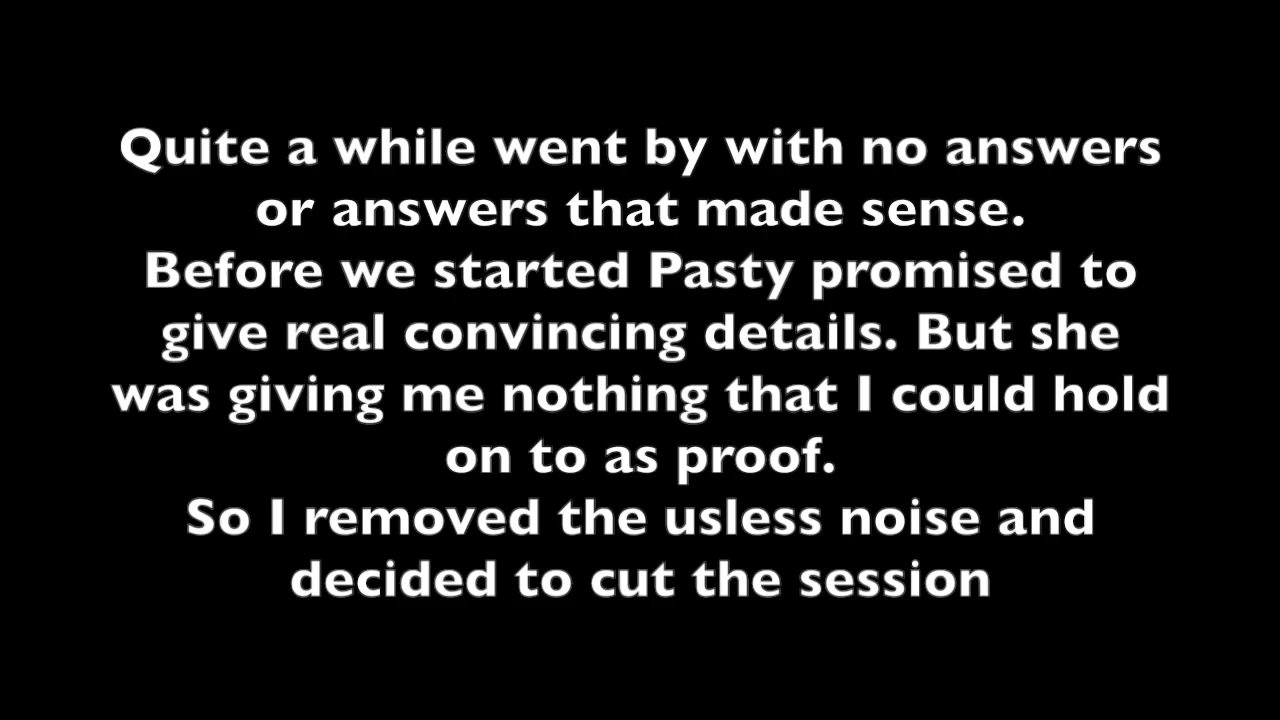 Quite a while went by with no answers
or answers that made sense.
Before we started Pasty promised to
give real convincing details. But she
was giving me nothing that I could hold
on to as proof.
So I removed the usless noise and
decided to cut the session